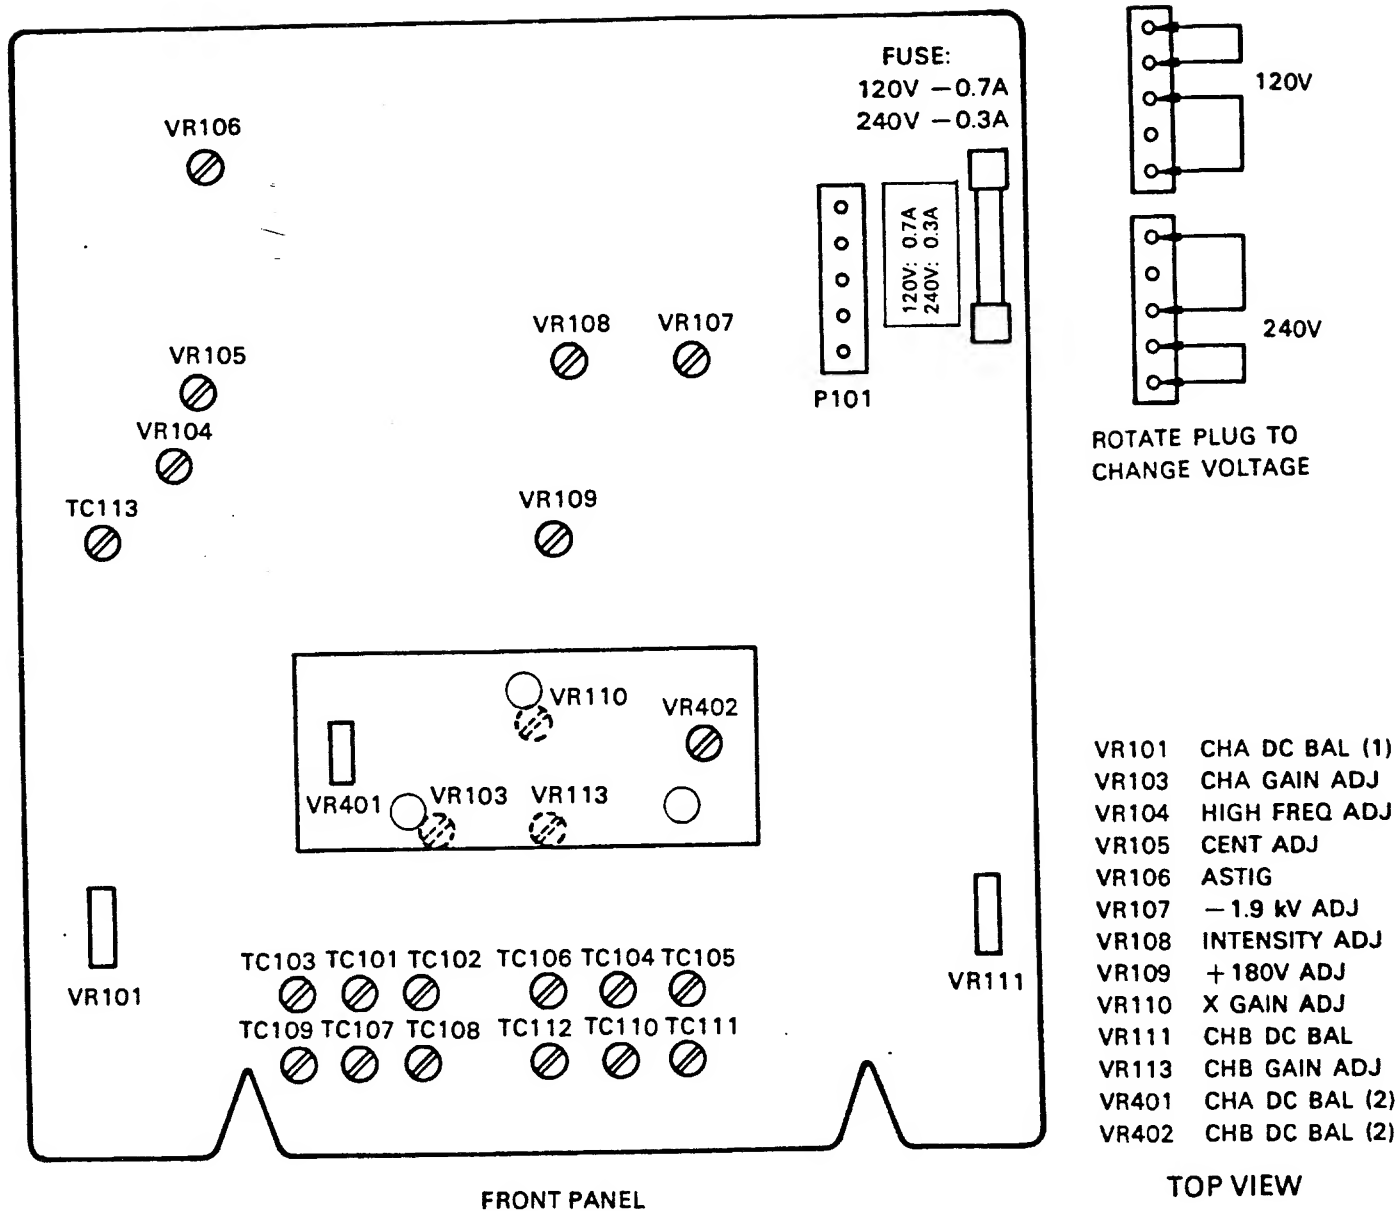 FUSE:
120V – 0.7A
240V – 0.3A
VR106
120V: 0.7A
240V: 0.3A
P101
VR108
VR107
VR105
VR104
TC113
VR109
VR110
VR402
VR401
VR103
VR113
VR101
VR111
TC103 TC101 TC102 TC106 TC104 TC105
TC109 TC107 TC108 TC112 TC110 TC111
FRONT PANEL
120V
240V
ROTATE PLUG TO
CHANGE VOLTAGE
VR101 CHA DC BAL (1)
VR103 CHA GAIN ADJ
VR104 HIGH FREQ ADJ
VR105 CENT ADJ
VR106 ASTIG
VR107 –1.9 kV ADJ
VR108 INTENSITY ADJ
VR109 +180V ADJ
VR110 X GAIN ADJ
VR111 CHB DC BAL
VR113 CHB GAIN ADJ
VR401 CHA DC BAL (2)
VR402 CHB DC BAL (2)
TOP VIEW